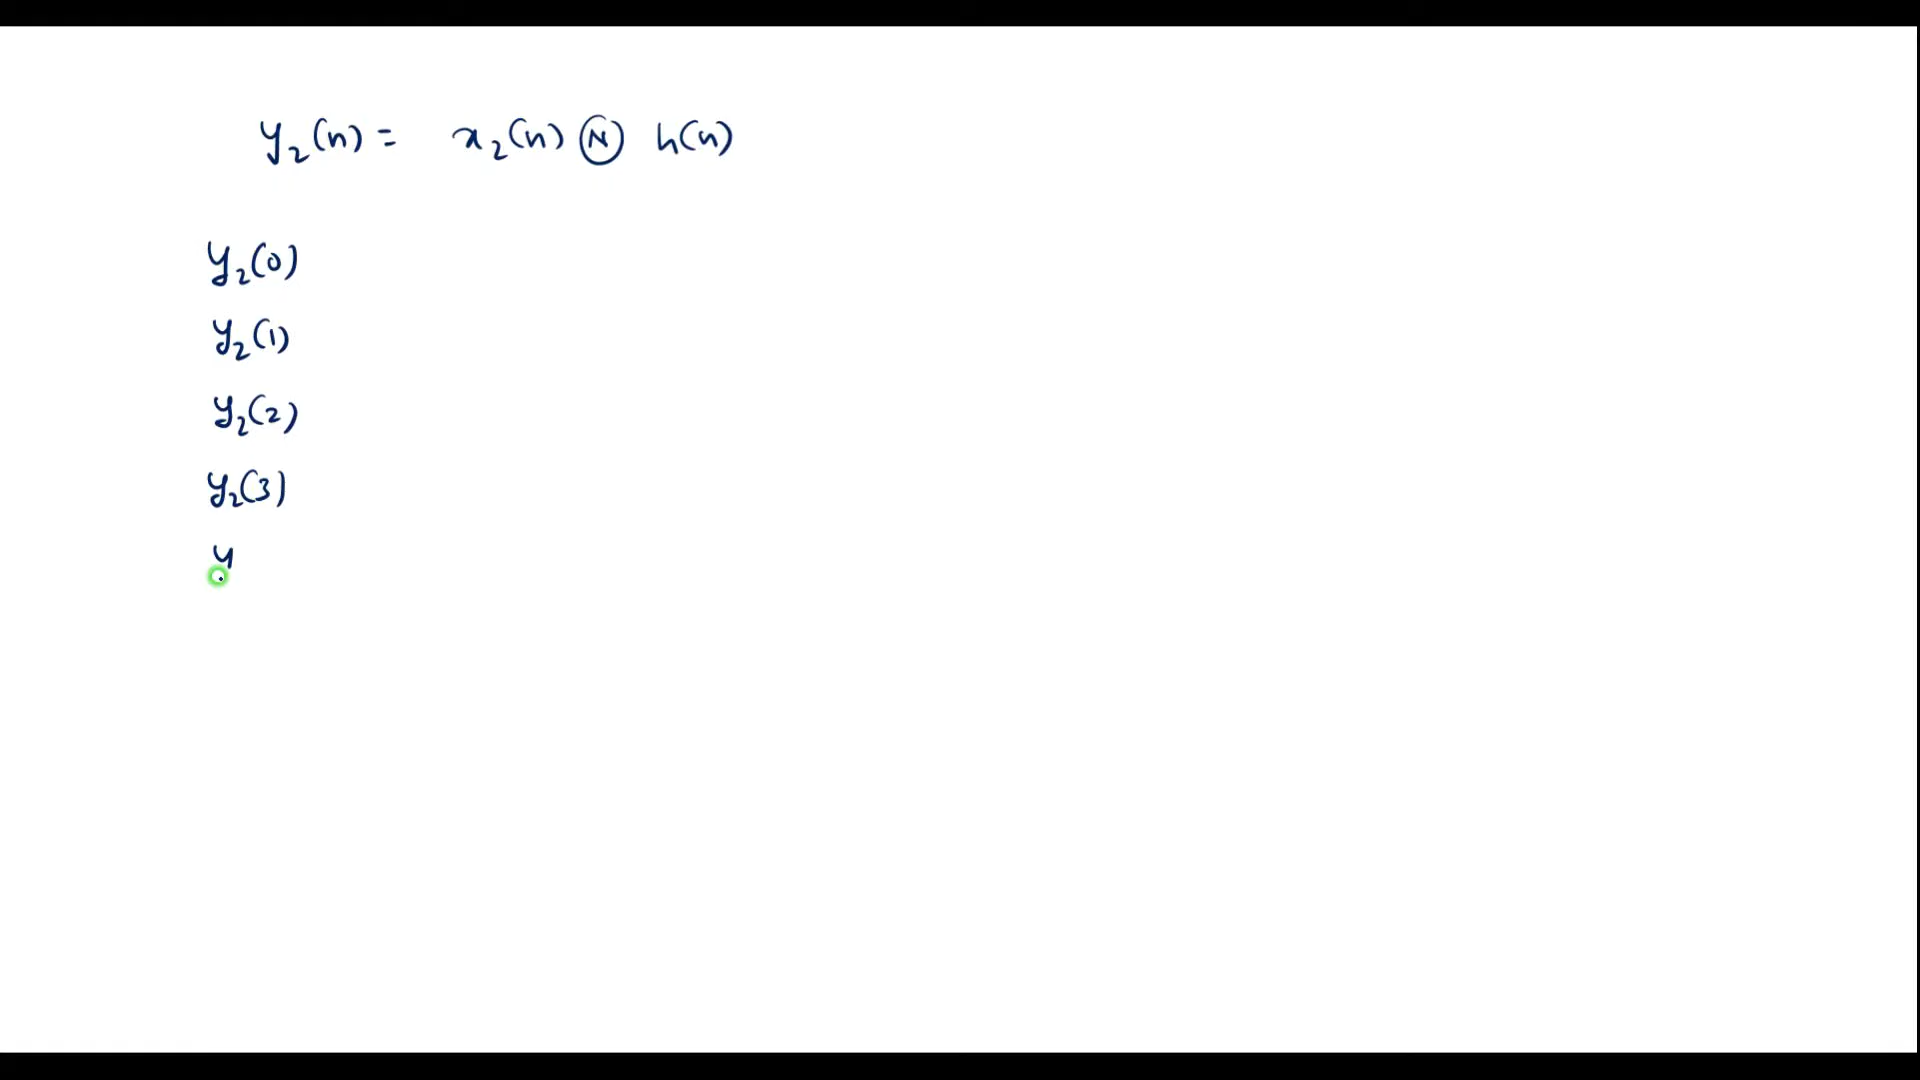 y₂(n) = x₂(n) Ⓝ h(n)
y₂(0)
y₂(1)
y₂(2)
y₂(3)
y